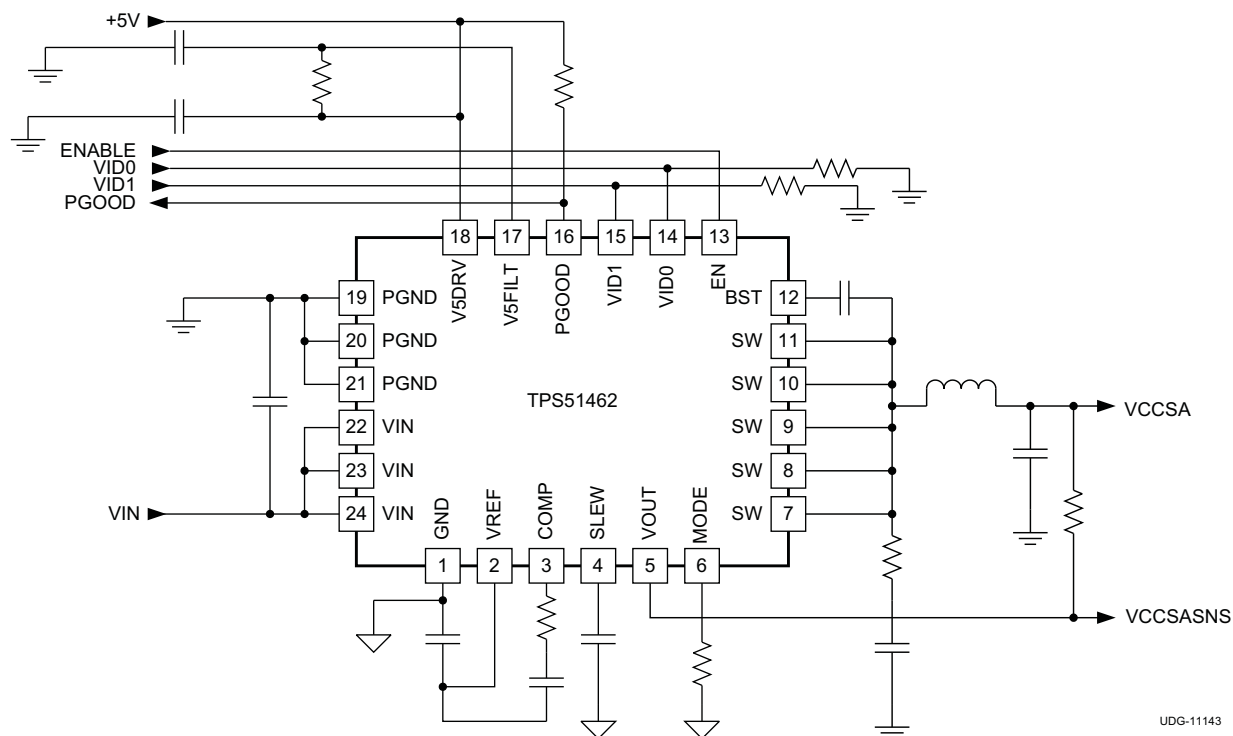 +5V
ENABLE
VID0
VID1
PGOOD
18
17
16
15
14
13
V5DRV
V5FILT
PGOOD
VID1
VID0
EN
19 PGND
20 PGND
21 PGND
22 VIN
23 VIN
24 VIN
VIN
TPS51462
BST 12
SW 11
SW 10
SW 9
SW 8
SW 7
VCCSA
VCCSASNS
GND
VREF
COMP
SLEW
VOUT
MODE
1
2
3
4
5
6
UDG-11143